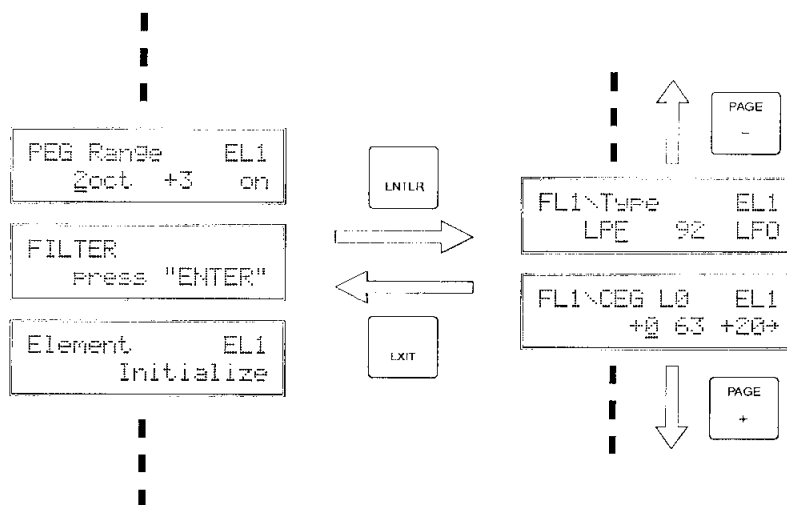 PEG Range EL1
2oct +3 on
FILTER
press "ENTER"
Element EL1
Initialize
ENTER
EXIT
PAGE
-
FL1\Type EL1
LPF 92 LFO
FL1\CEG L0 EL1
+0 63 +20→
PAGE
+